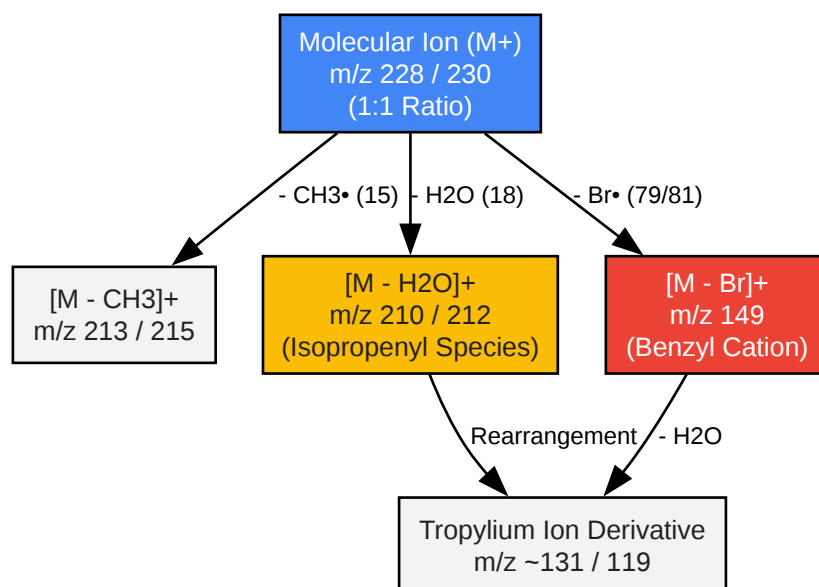 Molecular Ion (M+)
m/z 228 / 230
(1:1 Ratio)
- CH3• (15)
- H2O (18)
- Br• (79/81)
[M - CH3]+
m/z 213 / 215
[M - H2O]+
m/z 210 / 212
(Isopropenyl Species)
[M - Br]+
m/z 149
(Benzyl Cation)
Rearrangement
- H2O
Tropylium Ion Derivative
m/z ~131 / 119